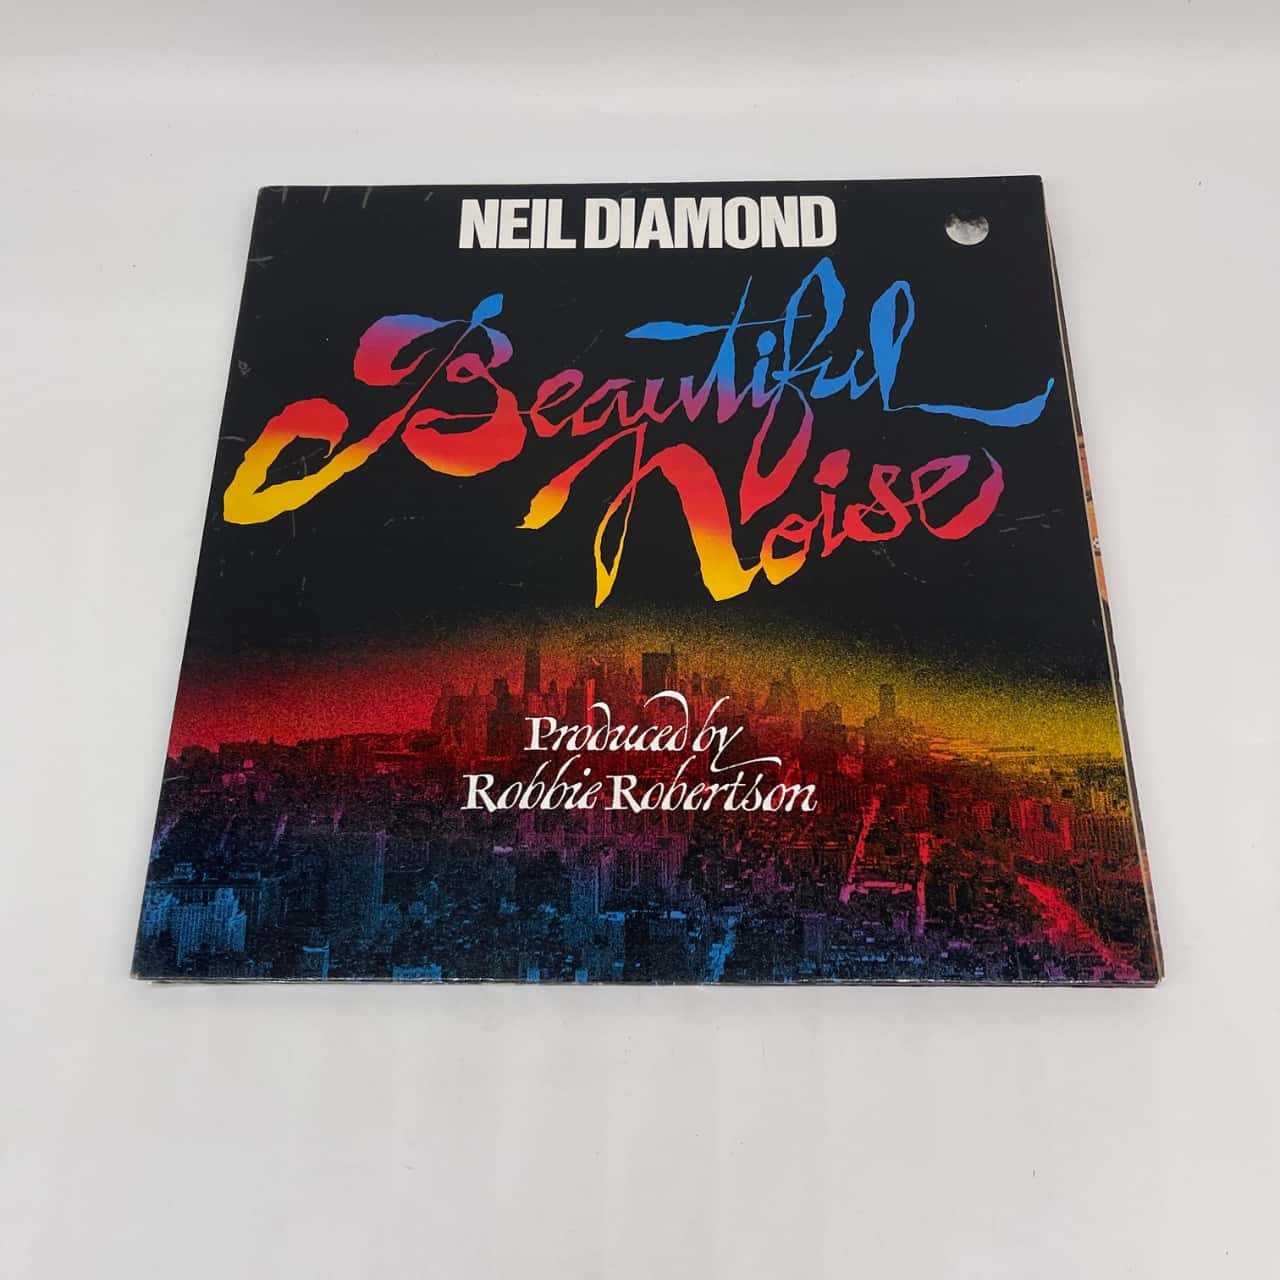 NEIL DIAMOND
Beautiful
Noise
Produced by
Robbie Robertson